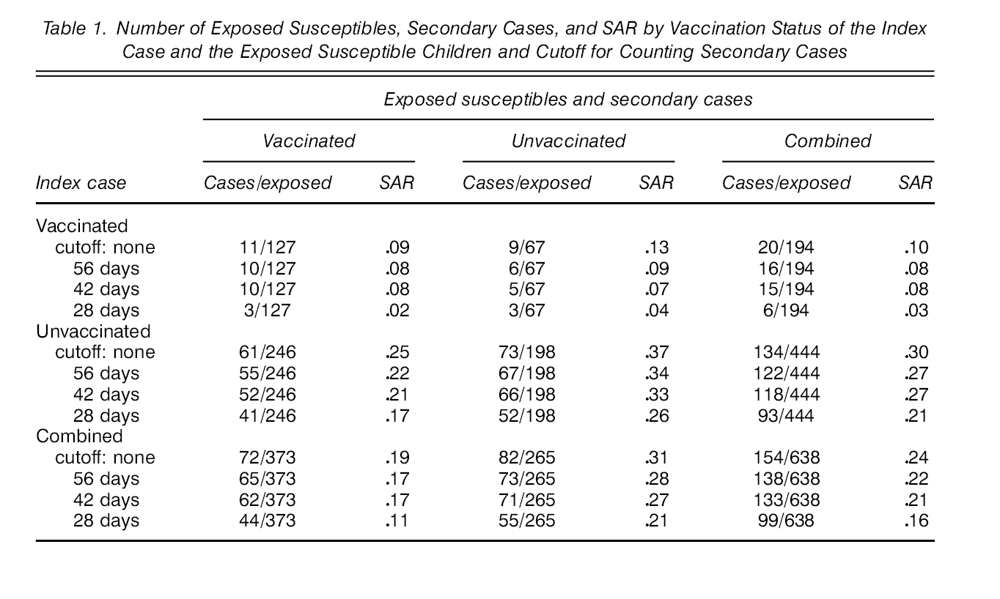 Table 1. Number of Exposed Susceptibles, Secondary Cases, and SAR by Vaccination Status of the Index
Case and the Exposed Susceptible Children and Cutoff for Counting Secondary Cases
Exposed susceptibles and secondary cases
Vaccinated Unvaccinated Combined
Index case Cases/exposed SAR Cases/exposed SAR Cases/exposed SAR
Vaccinated
cutoff: none 11/127 .09 9/67 .13 20/194 .10
56 days 10/127 .08 6/67 .09 16/194 .08
42 days 10/127 .08 5/67 .07 15/194 .08
28 days 3/127 .02 3/67 .04 6/194 .03
Unvaccinated
cutoff: none 61/246 .25 73/198 .37 134/444 .30
56 days 55/246 .22 67/198 .34 122/444 .27
42 days 52/246 .21 66/198 .33 118/444 .27
28 days 41/246 .17 52/198 .26 93/444 .21
Combined
cutoff: none 72/373 .19 82/265 .31 154/638 .24
56 days 65/373 .17 73/265 .28 138/638 .22
42 days 62/373 .17 71/265 .27 133/638 .21
28 days 44/373 .11 55/265 .21 99/638 .16